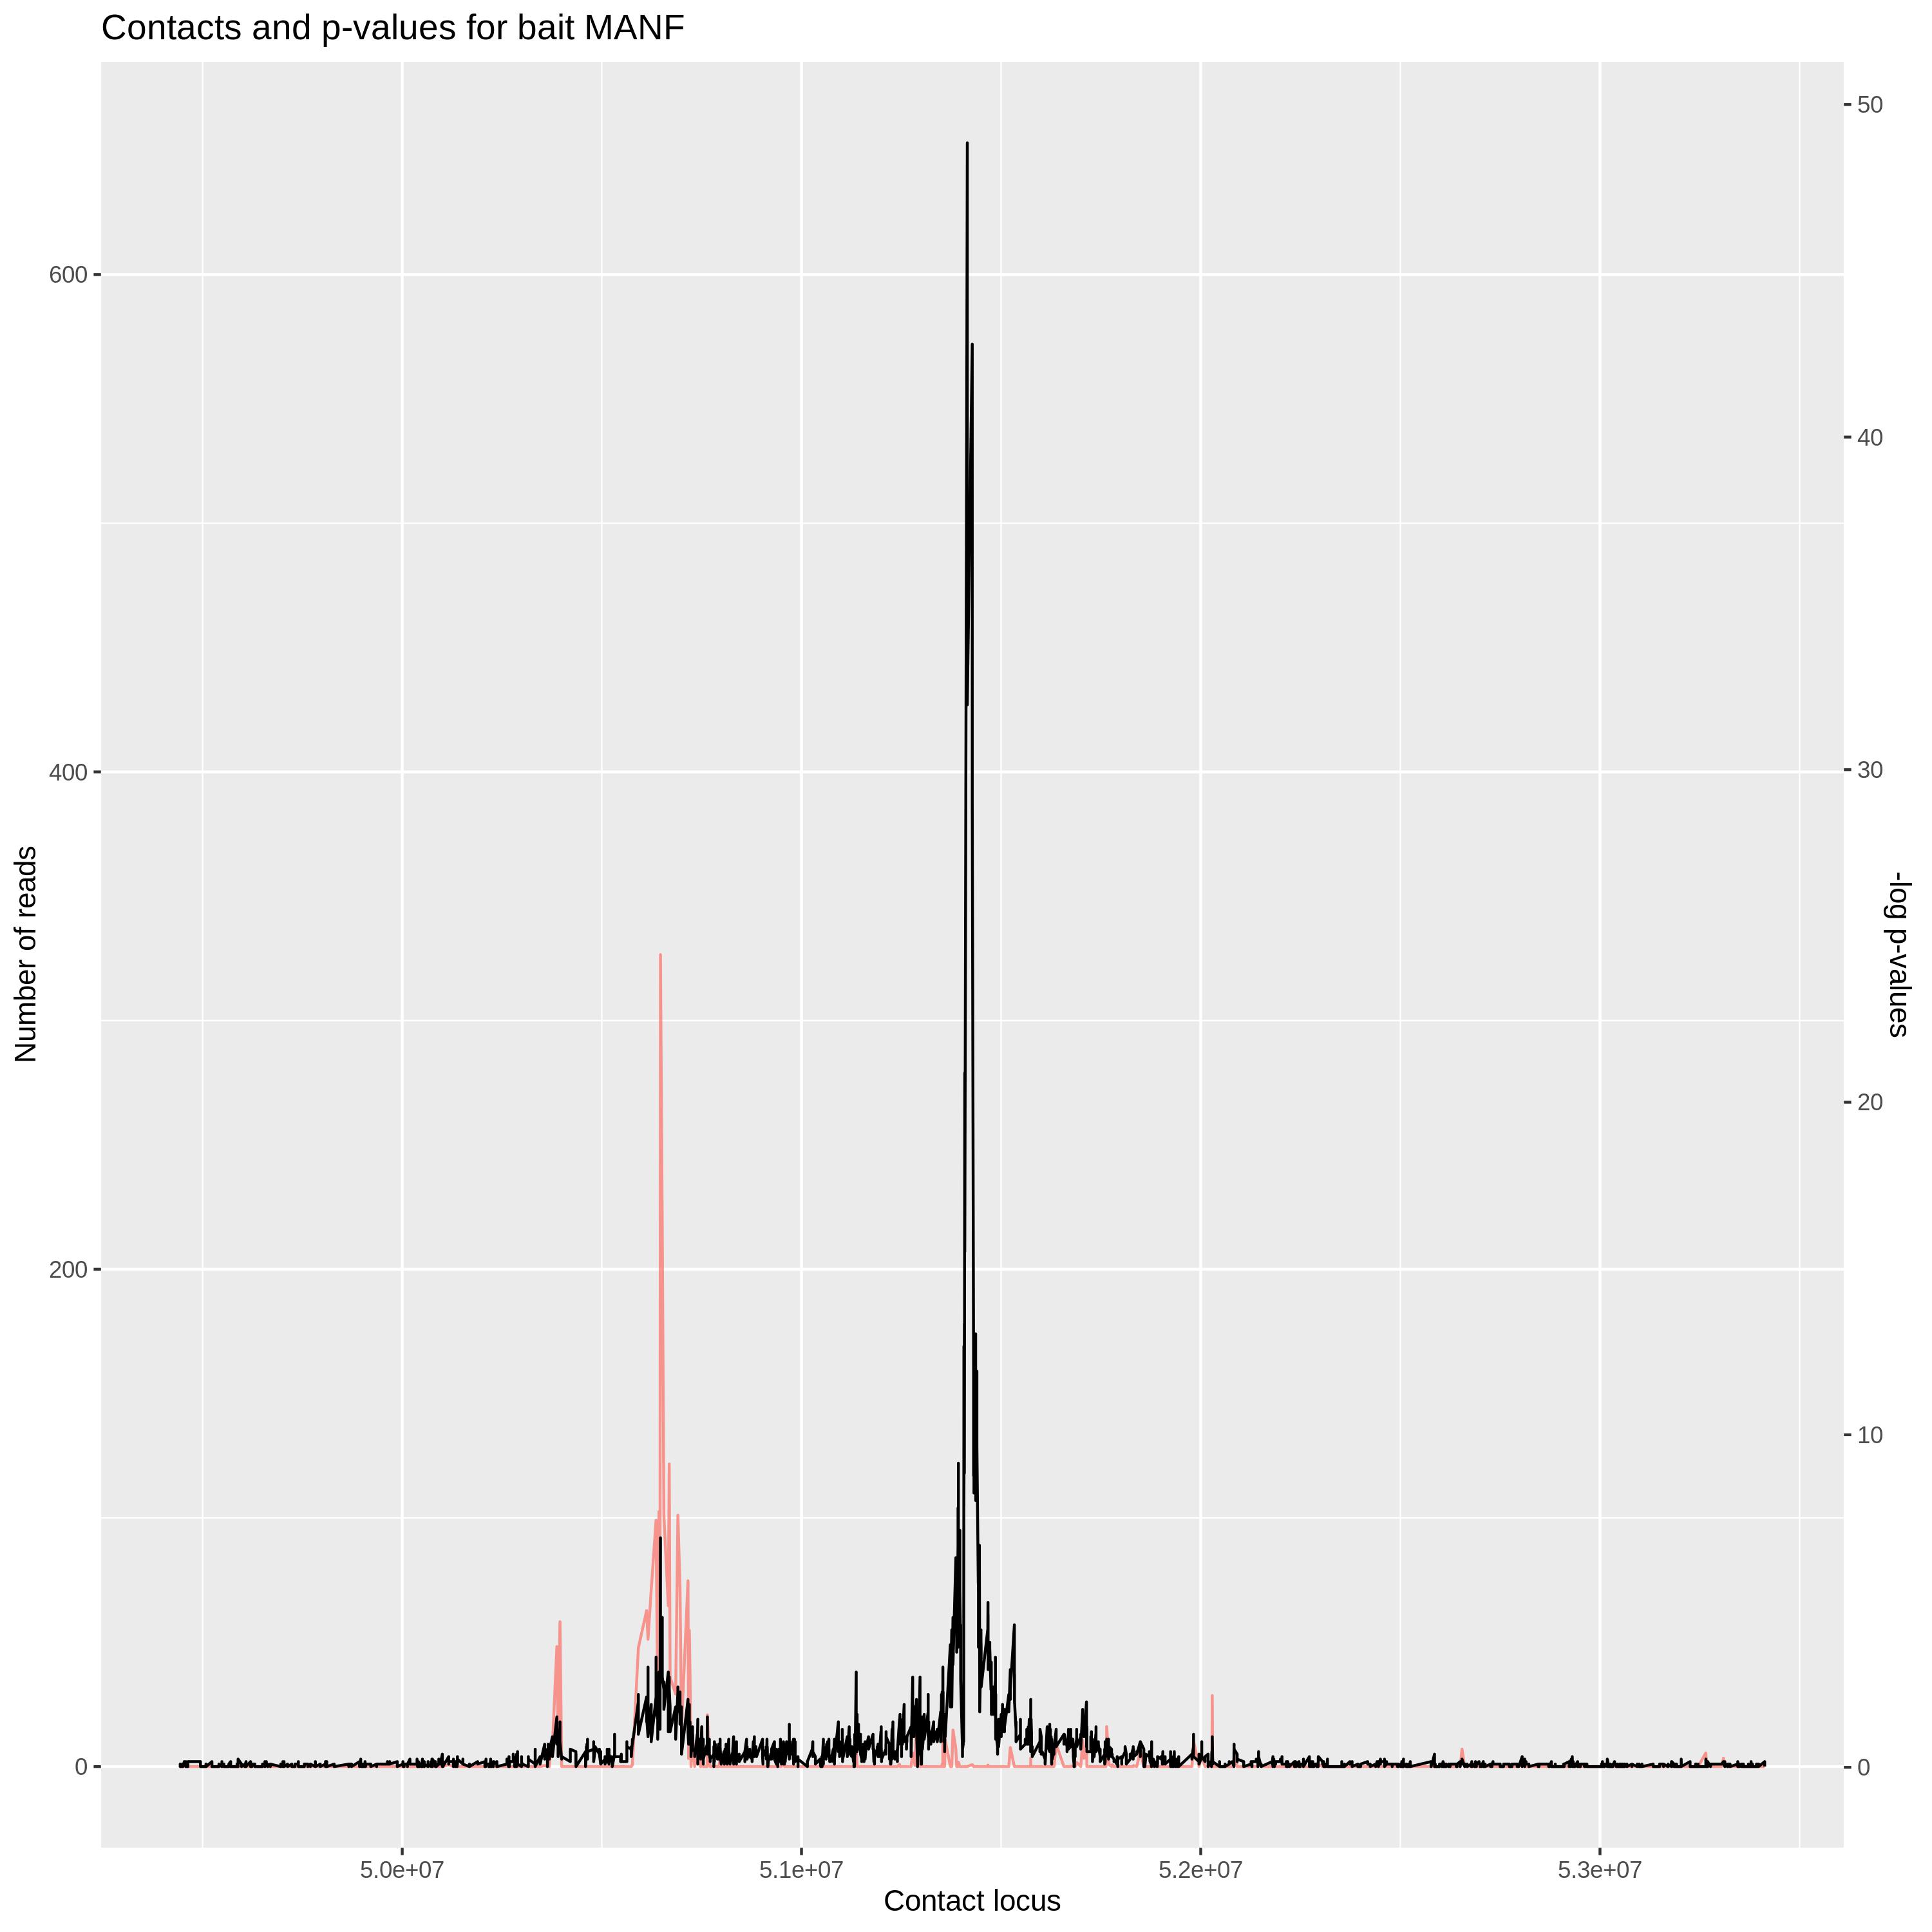 Contacts and p-values for bait MANF
50
600
40
400
30
Number of reads
-log p-values
20
200
10
0
0
5.0e+07
5.1e+07
5.2e+07
5.3e+07
Contact locus